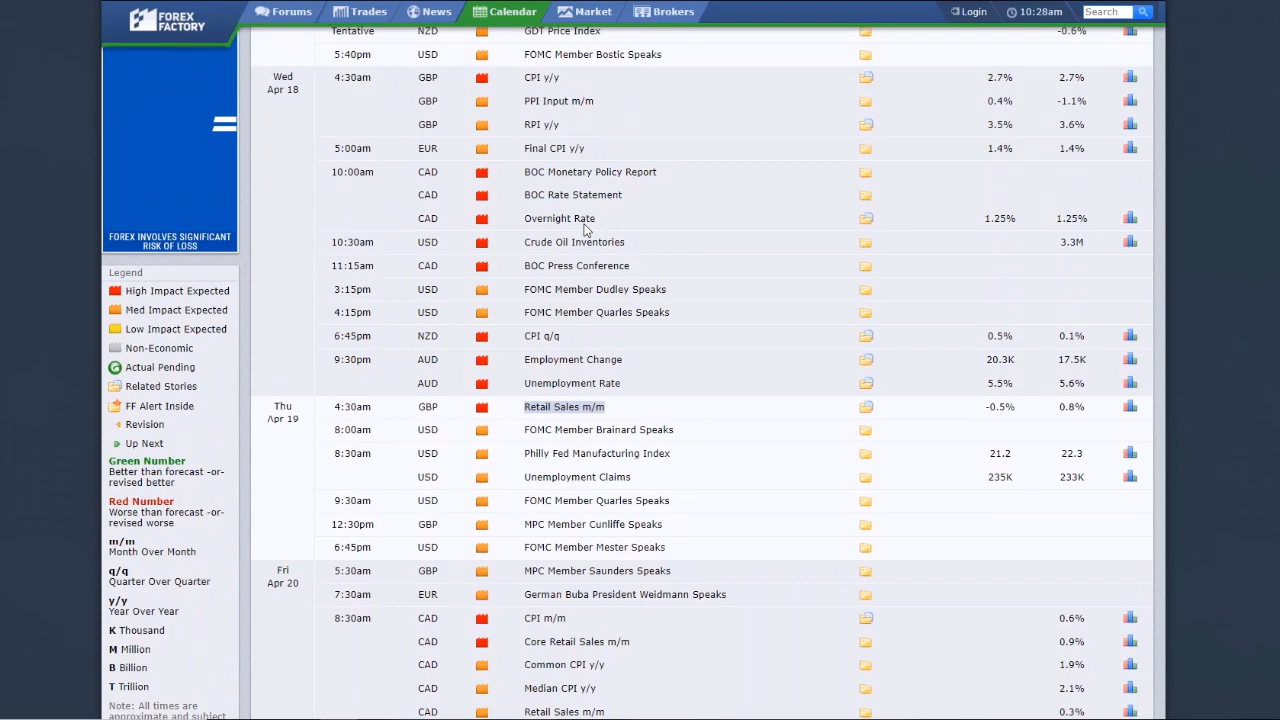 FOREX FACTORY
Forums Trades News Calendar Market Brokers Login 10:28am Search
Tentative NZD GDT Price Index -0.6%
5:40pm USD FOMC Member Bostic Speaks
Wed Apr 18 4:30am GBP CPI y/y 2.7% 2.7%
GBP PPI Input m/m 0.4% -1.1%
GBP RPI y/y 3.5% 3.6%
5:00am E R Final CPI y/y 1.4% 1.4%
10:00am CAD BOC Monetary Policy Report
CAD BOC Rate Statement
CAD Overnight Rate 1.25% 1.25%
10:30am USD Crude Oil Inventories 3.3M
11:15am CAD BOC Press Conference
3:15pm USD FOMC Member Dudley Speaks
4:15pm USD FOMC Member Quarles Speaks
6:45pm NZD CPI q/q 0.5% 0.1%
9:30pm AUD Employment Change 20.3K 17.5K
AUD Unemployment Rate 5.5% 5.6%
Thu Apr 19 4:30am GBP Retail Sales m/m -0.5% 0.8%
8:00am USD FOMC Member Brainard Speaks
8:30am USD Philly Fed Manufacturing Index 21.2 22.3
USD Unemployment Claims 235K 233K
9:30am USD FOMC Member Quarles Speaks
12:30pm GBP MPC Member Cunliffe Speaks
6:45pm USD FOMC Member Mester Speaks
Fri Apr 20 5:30am GBP MPC Member Saunders Speaks
7:30am EUR German Buba President Weidmann Speaks
8:30am CAD CPI m/m 0.6%
CAD Core Retail Sales m/m 0.9%
CAD Common CPI y/y 1.9%
CAD Median CPI y/y 2.1%
CAD Retail Sales m/m 0.3%
FOREX INVOLVES SIGNIFICANT
RISK OF LOSS
Legend
High Impact Expected
Med Impact Expected
Low Impact Expected
Non-Economic
Actual Pending
Related Stories
FF Alert Inside
Revision
Up Next
Green Number
Better than forecast -or-
revised better
Red Number
Worse than forecast -or-
revised worse
m/m
Month Over Month
q/q
Quarter Over Quarter
y/y
Year Over Year
K Thousand
M Million
B Billion
T Trillion
Note: All times are
approximate and subject